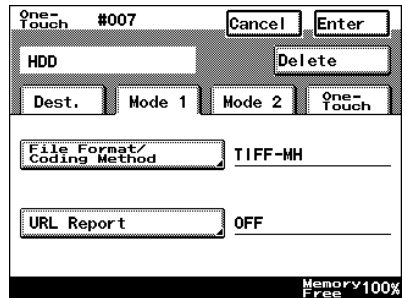 One-Touch #007 Cancel Enter
HDD Delete
Dest. Mode 1 Mode 2 One-Touch
File Format/
Coding Method TIFF-MH
URL Report OFF
Memory Free 100%